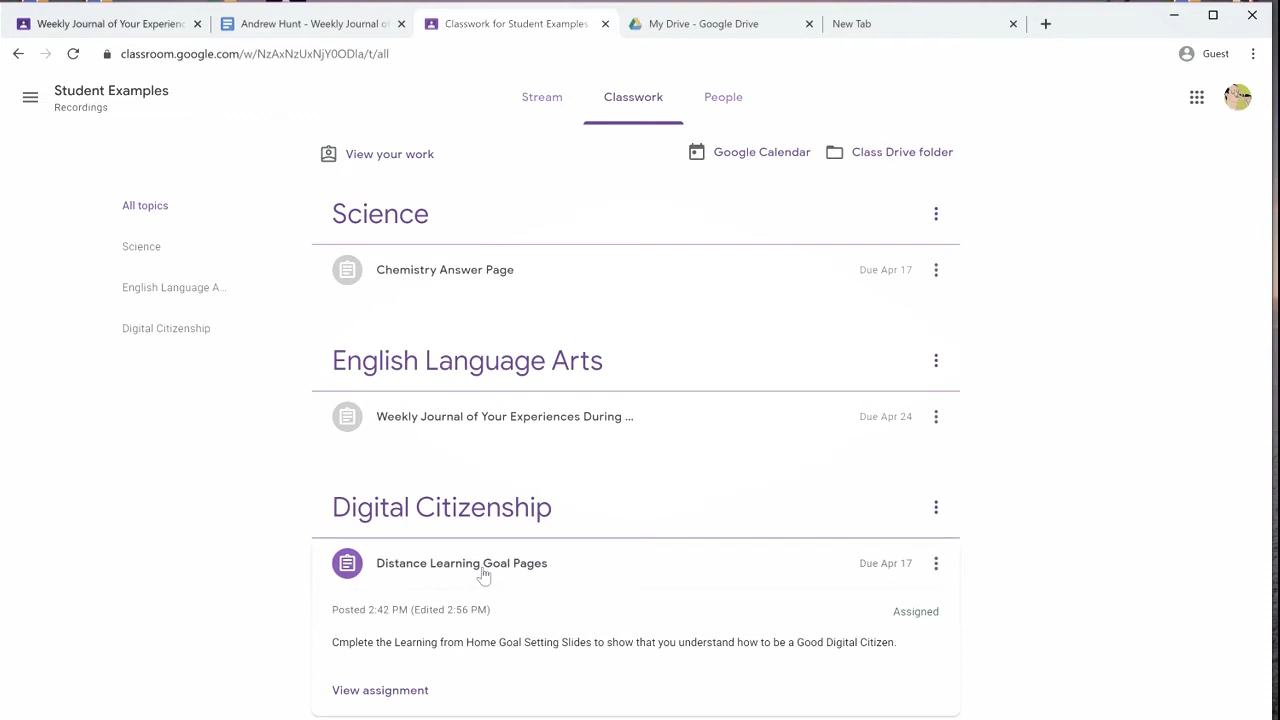 Weekly Journal of Your Experienc
Andrew Hunt - Weekly Journal of
Classwork for Student Examples
My Drive - Google Drive
New Tab
classroom.google.com/w/NzAxNzUxNjY0ODla/t/all
Guest
Student Examples
Recordings
Stream
Classwork
People
View your work
Google Calendar
Class Drive folder
All topics
Science
English Language A...
Digital Citizenship
Science
Chemistry Answer Page
Due Apr 17
English Language Arts
Weekly Journal of Your Experiences During ...
Due Apr 24
Digital Citizenship
Distance Learning Goal Pages
Due Apr 17
Posted 2:42 PM (Edited 2:56 PM)
Assigned
Cmplete the Learning from Home Goal Setting Slides to show that you understand how to be a Good Digital Citizen.
View assignment